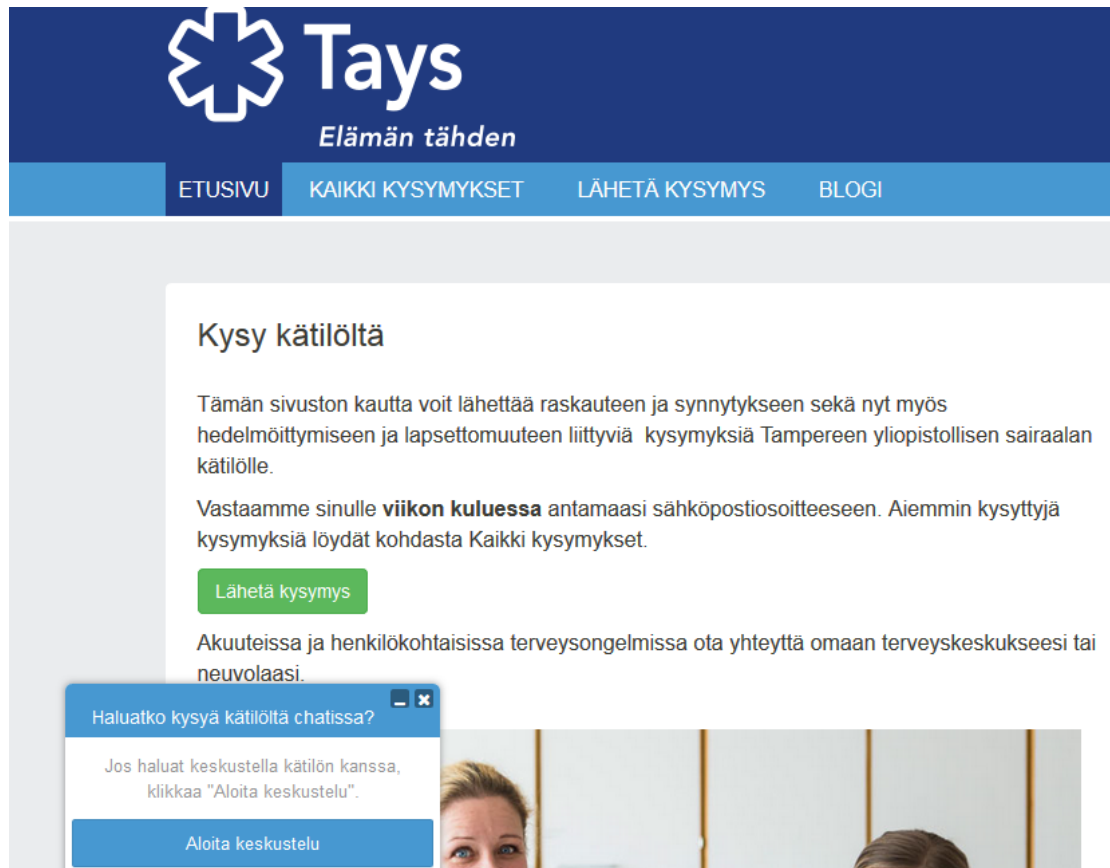 Tays
Elämän tähden
ETUSIVU KAIKKI KYSYMYKSET LÄHETÄ KYSYMYS BLOGI
Kysy kätilöltä
Tämän sivuston kautta voit lähettää raskauteen ja synnytykseen sekä nyt myös
hedelmöittymiseen ja lapsettomuuteen liittyviä kysymyksiä Tampereen yliopistollisen sairaalan
kätilölle.
Vastaamme sinulle viikon kuluessa antamaasi sähköpostiosoitteeseen. Aiemmin kysyttyjä
kysymyksiä löydät kohdasta Kaikki kysymykset.
Lähetä kysymys
Akuuteissa ja henkilökohtaisissa terveysongelmissa ota yhteyttä omaan terveyskeskukseesi tai
neuvolaasi.
Haluatko kysyä kätilöltä chatissa?
Jos haluat keskustella kätilön kanssa,
klikkaa "Aloita keskustelu".
Aloita keskustelu